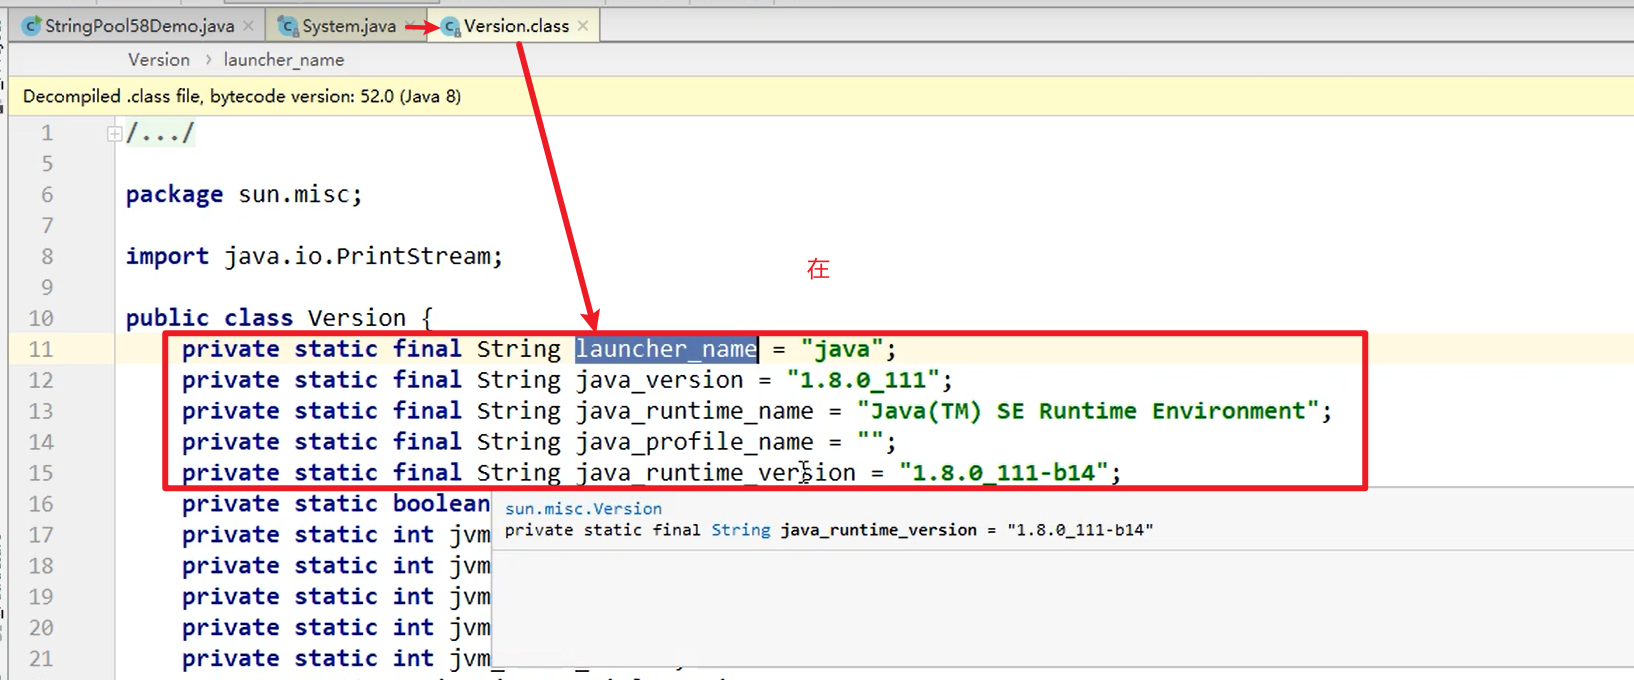 StringPool58Demo.java System.java Version.class
Version launcher_name
Decompiled .class file, bytecode version: 52.0 (Java 8)
1 /.../
5
6 package sun.misc;
7
8 import java.io.PrintStream;
9
在
10 public class Version {
11 private static final String launcher_name = "java";
12 private static final String java_version = "1.8.0_111";
13 private static final String java_runtime_name = "Java(TM) SE Runtime Environment";
14 private static final String java_profile_name = "";
15 private static final String java_runtime_version = "1.8.0_111-b14";
16 private static boolean
sun.misc.Version
private static final String java_runtime_version = "1.8.0_111-b14"
17 private static int jvm
18 private static int jvm
19 private static int jvm
20 private static int jvm
21 private static int jvm